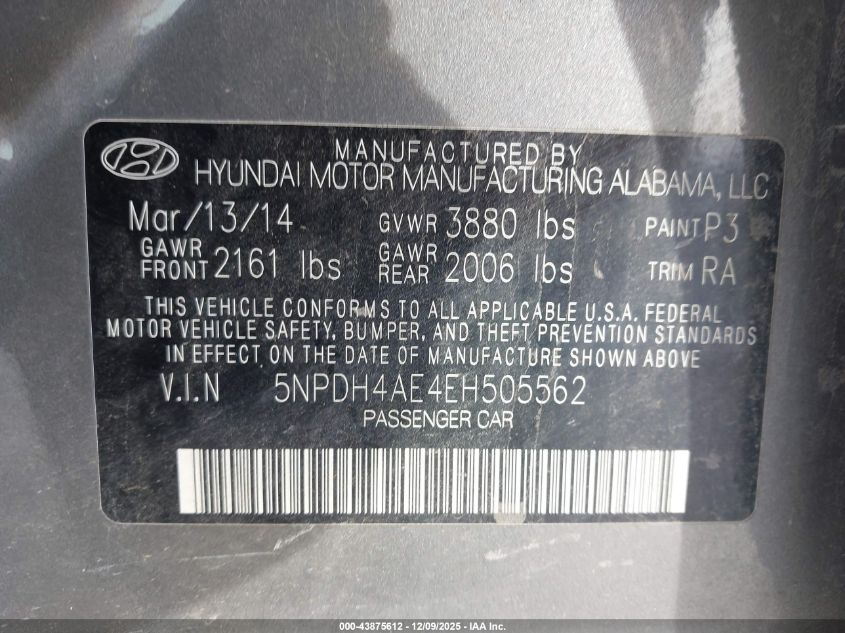 MANUFACTURED BY
HYUNDAI MOTOR MANUFACTURING ALABAMA, LLC
Mar/13/14 GVWR 3880 lbs PAINT P3
GAWR FRONT 2161 lbs GAWR REAR 2006 lbs TRIM RA
THIS VEHICLE CONFORMS TO ALL APPLICABLE U.S.A. FEDERAL
MOTOR VEHICLE SAFETY, BUMPER, AND THEFT PREVENTION STANDARDS
IN EFFECT ON THE DATE OF MANUFACTURE SHOWN ABOVE
V.I.N 5NPDH4AE4EH505562
PASSENGER CAR
000-43875612 - 12/09/2025 - IAA Inc.